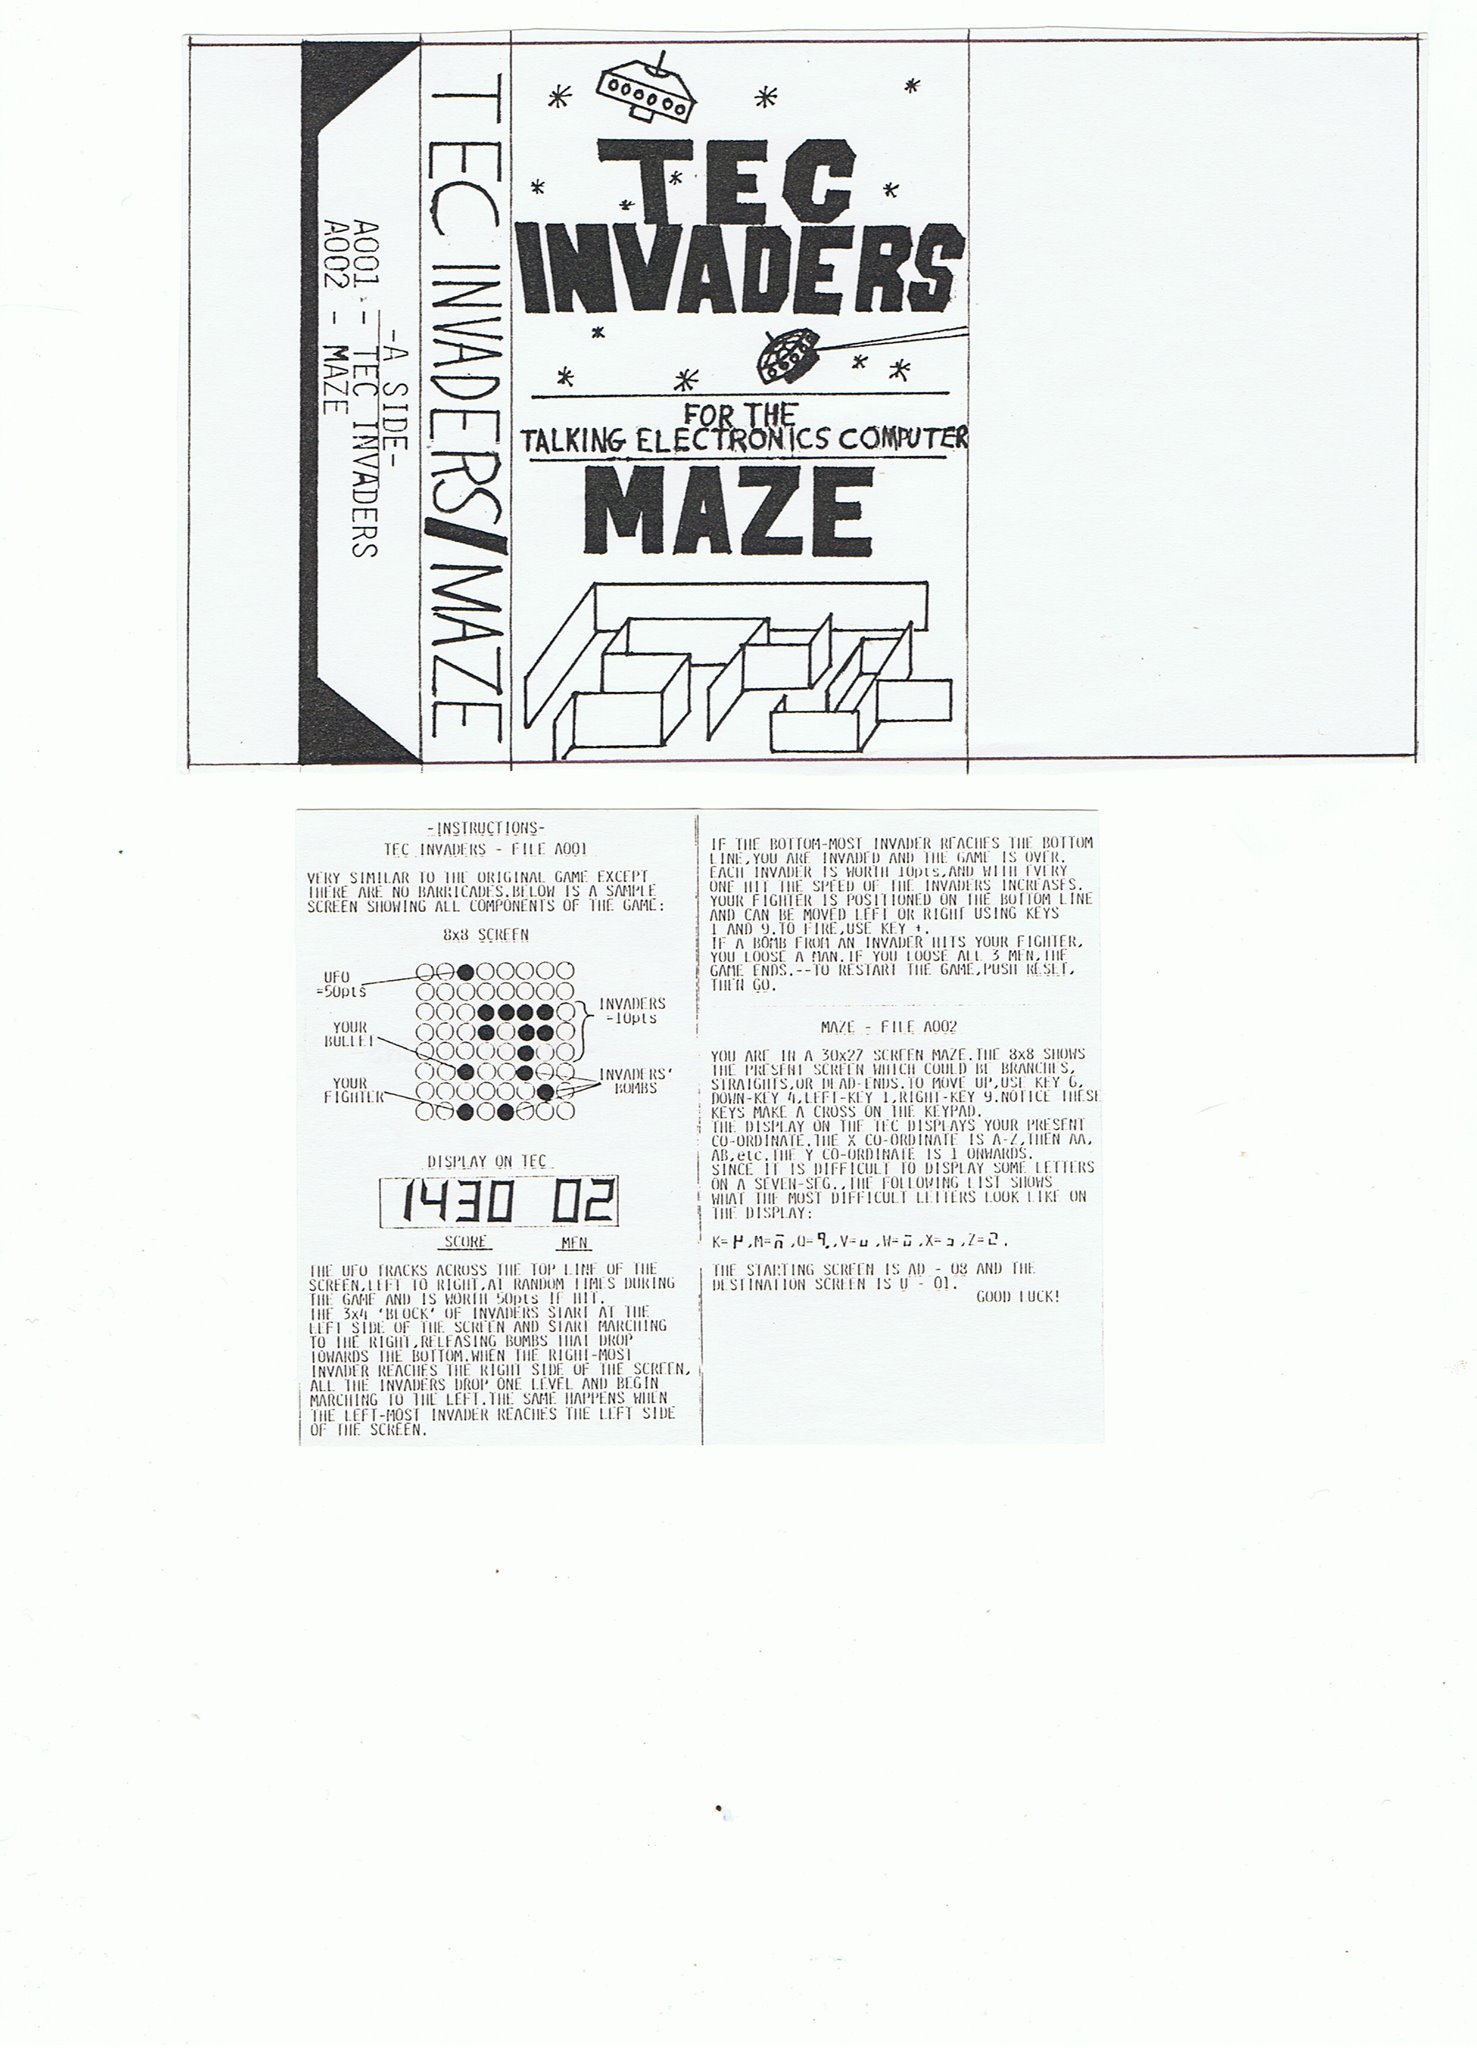 -A SIDE-
A001 - TEC INVADERS
A002 - MAZE
TEC INVADERS/MAZE
TEC
INVADERS
FOR THE
TALKING ELECTRONICS COMPUTER
MAZE
-INSTRUCTIONS-
TEC INVADERS - FILE A001
VERY SIMILAR TO THE ORIGINAL GAME EXCEPT
THERE ARE NO BARRICADES.BELOW IS A SAMPLE
SCREEN SHOWING ALL COMPONENTS OF THE GAME:
8x8 SCREEN
UFO
=50pts
INVADERS
=10pts
YOUR
BULLET
INVADERS'
BOMBS
YOUR
FIGHTER
DISPLAY ON TEC
1430 02
SCORE MEN
THE UFO TRACKS ACROSS THE TOP LINE OF THE
SCREEN,LEFT TO RIGHT,AT RANDOM TIMES DURING
THE GAME AND IS WORTH 50pts IF HIT.
THE 3x4 'BLOCK' OF INVADERS START AT THE
LEFT SIDE OF THE SCREEN AND START MARCHING
TO THE RIGHT,RELEASING BOMBS THAT DROP
TOWARDS THE BOTTOM.WHEN THE RIGHT-MOST
INVADER REACHES THE RIGHT SIDE OF THE SCREEN,
ALL THE INVADERS DROP ONE LEVEL AND BEGIN
MARCHING TO THE LEFT.THE SAME HAPPENS WHEN
THE LEFT-MOST INVADER REACHES THE LEFT SIDE
OF THE SCREEN.
IF THE BOTTOM-MOST INVADER REACHES THE BOTTOM
LINE,YOU ARE INVADED AND THE GAME IS OVER.
EACH INVADER IS WORTH 10pts,AND WITH EVERY
ONE HIT THE SPEED OF THE INVADERS INCREASES.
YOUR FIGHTER IS POSITIONED ON THE BOTTOM LINE
AND CAN BE MOVED LEFT OR RIGHT USING KEYS
1 AND 9.TO FIRE,USE KEY +.
IF A BOMB FROM AN INVADER HITS YOUR FIGHTER,
YOU LOOSE A MAN.IF YOU LOOSE ALL 3 MEN,THE
GAME ENDS.--TO RESTART THE GAME,PUSH RESET,
THEN GO.
MAZE - FILE A002
YOU ARE IN A 30x27 SCREEN MAZE.THE 8x8 SHOWS
THE PRESENT SCREEN WHICH COULD BE BRANCHES,
STRAIGHTS,OR DEAD-ENDS.TO MOVE UP,USE KEY 6,
DOWN-KEY 4,LEFT-KEY 1,RIGHT-KEY 9.NOTICE THESE
KEYS MAKE A CROSS ON THE KEYPAD.
THE DISPLAY ON THE TEC DISPLAYS YOUR PRESENT
CO-ORDINATE.THE X CO-ORDINATE IS A-Z,THEN AA,
AB,etc.THE Y CO-ORDINATE IS 1 ONWARDS.
SINCE IT IS DIFFICULT TO DISPLAY SOME LETTERS
ON A SEVEN-SEG.,THE FOLLOWING LIST SHOWS
WHAT THE MOST DIFFICULT LETTERS LOOK LIKE ON
THE DISPLAY:
K= ,M= ,Q= ,V= ,W= ,X= ,Z= .
THE STARTING SCREEN IS AD - 08 AND THE
DESTINATION SCREEN IS U - 01.
GOOD LUCK!